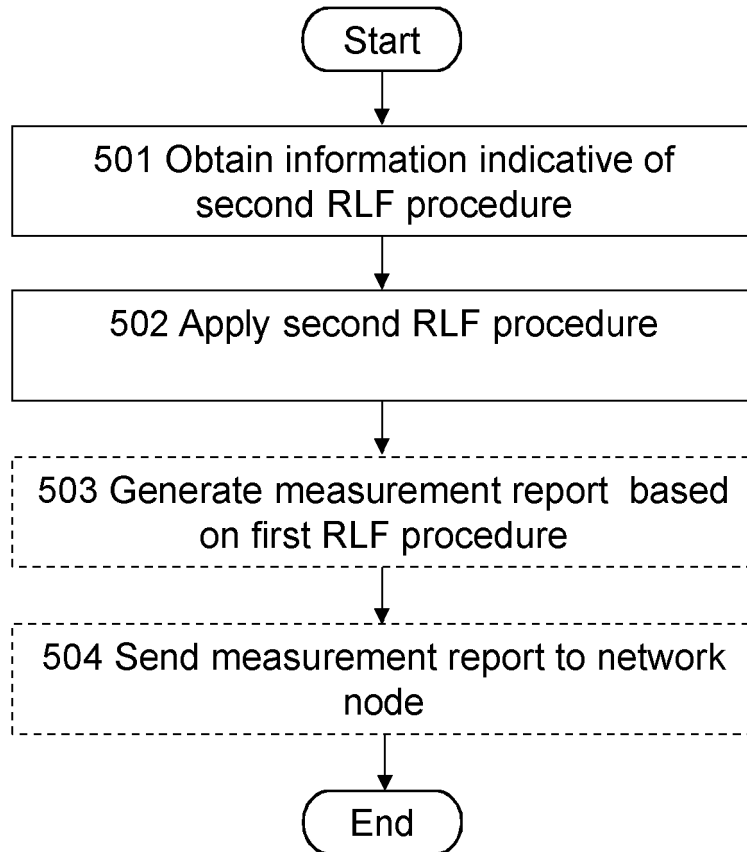 Start
501 Obtain information indicative of
second RLF procedure
502 Apply second RLF procedure
503 Generate measurement report based
on first RLF procedure
504 Send measurement report to network
node
End